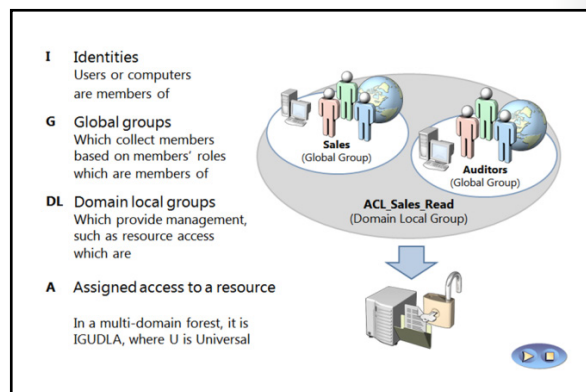 I Identities
Users or computers
are members of
G Global groups
Which collect members
based on members' roles
which are members of
DL Domain local groups
Which provide management,
such as resource access
which are
A Assigned access to a resource
In a multi-domain forest, it is
IGUDLA, where U is Universal
Sales
(Global Group)
Auditors
(Global Group)
ACL_Sales_Read
(Domain Local Group)